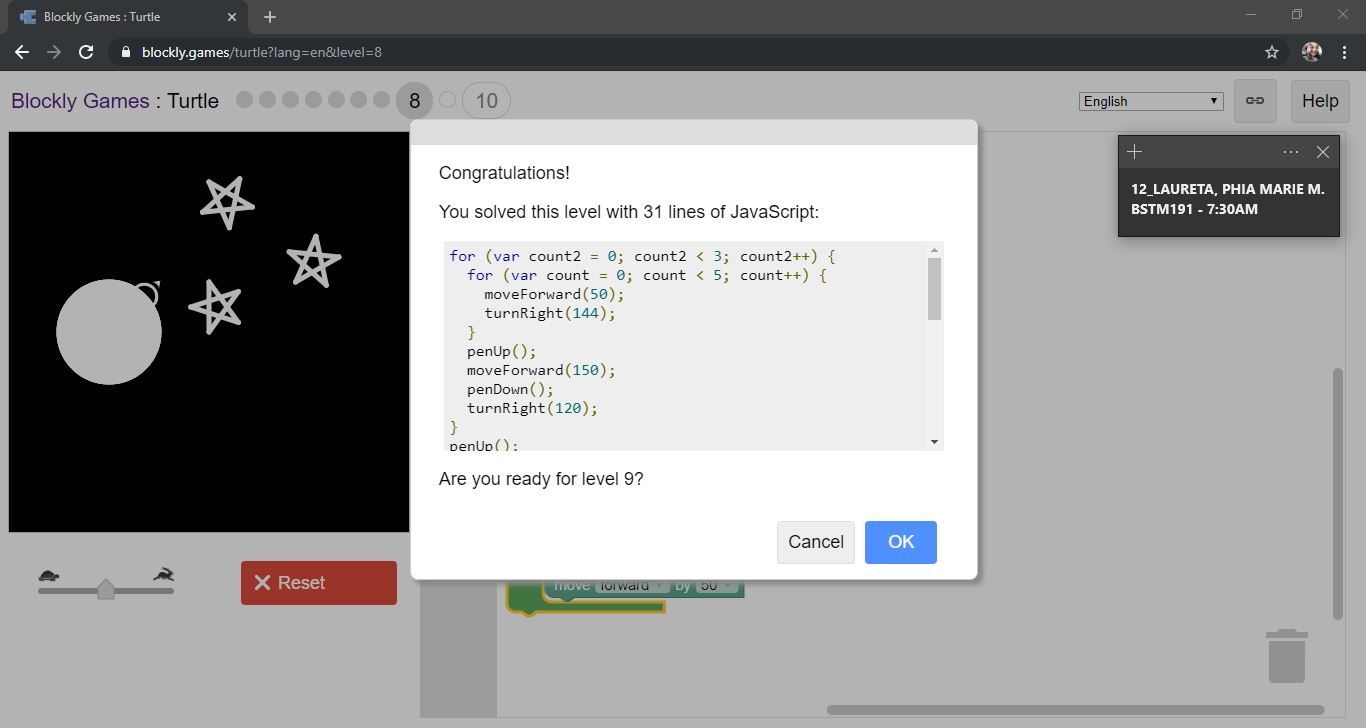 Blockly Games : Turtle
blockly.games/turtle?lang=en&level=8
Blockly Games : Turtle 8 10 English Help
12_LAURETA, PHIA MARIE M.
BSTM191 - 7:30AM
Congratulations!
You solved this level with 31 lines of JavaScript:
for (var count2 = 0; count2 < 3; count2++) {
for (var count = 0; count < 5; count++) {
moveForward(50);
turnRight(144);
}
penUp();
moveForward(150);
penDown();
turnRight(120);
}
penUp();
Are you ready for level 9?
Cancel OK
Reset
move forward by 50